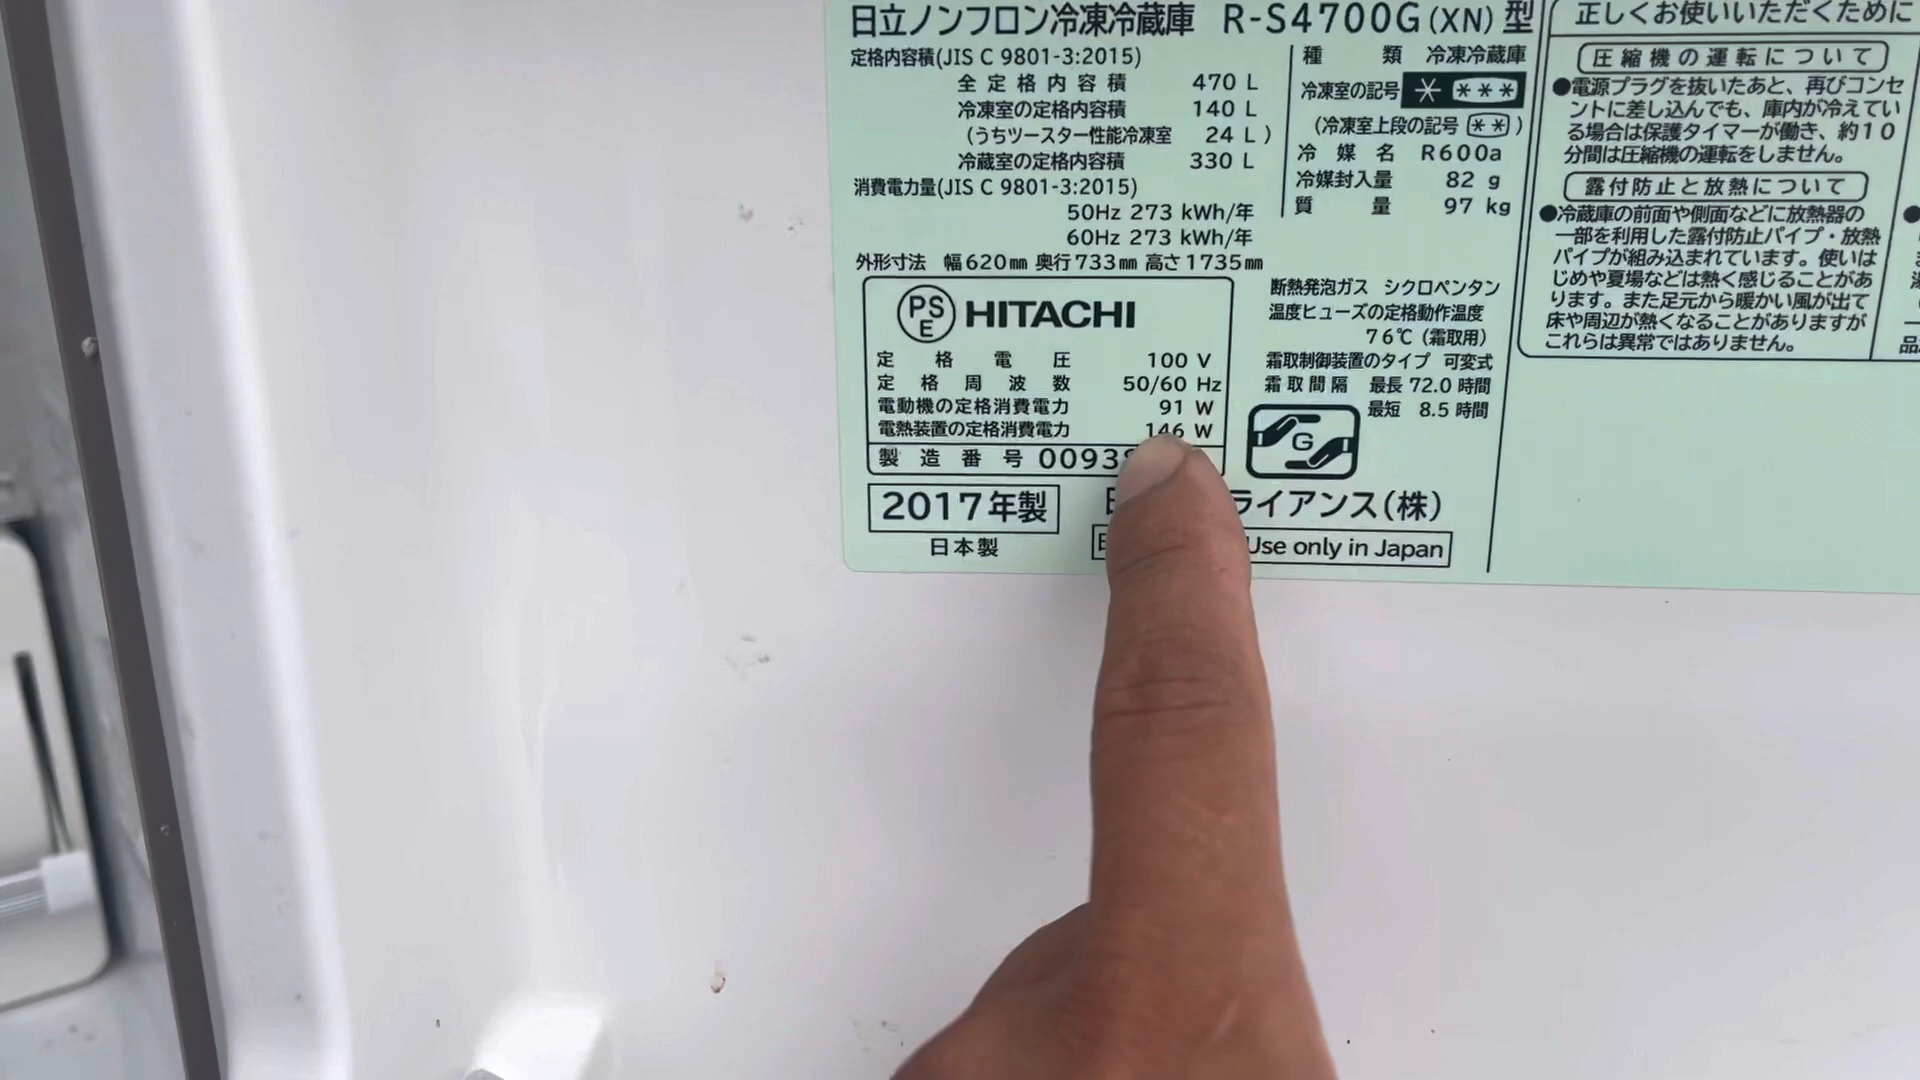 日立ノンフロン冷凍冷蔵庫 R-S4700G(XN)型
定格内容積(JIS C 9801-3:2015)
全定格内容積 470 L
冷凍室の定格内容積 140 L
(うちツースター性能冷凍室 24 L)
冷蔵室の定格内容積 330 L
消費電力量(JIS C 9801-3:2015)
50Hz 273 kWh/年
60Hz 273 kWh/年
外形寸法 幅620mm 奥行733mm 高さ1735mm
PSE HITACHI
定格電圧 100 V
定格周波数 50/60 Hz
電動機の定格消費電力 91 W
電熱装置の定格消費電力 146 W
製造番号 0093
2017年製
日本製
種類 冷凍冷蔵庫
冷凍室の記号 * ***
(冷凍室上段の記号 **)
冷媒名 R600a
冷媒封入量 82 g
質量 97 kg
断熱発泡ガス シクロペンタン
温度ヒューズの定格動作温度
76℃(霜取用)
霜取制御装置のタイプ 可変式
霜取間隔 最長 72.0 時間
最短 8.5 時間
G
ライアンス(株)
Use only in Japan
正しくお使いいただくために
圧縮機の運転について
●電源プラグを抜いたあと、再びコンセ
ントに差し込んでも、庫内が冷えてい
る場合は保護タイマーが働き、約10
分間は圧縮機の運転をしません。
露付防止と放熱について
●冷蔵庫の前面や側面などに放熱器の
一部を利用した露付防止パイプ・放熱
パイプが組み込まれています。使いは
じめや夏場などは熱く感じることがあ
ります。また足元から暖かい風が出て
床や周辺が熱くなることがありますが
これらは異常ではありません。